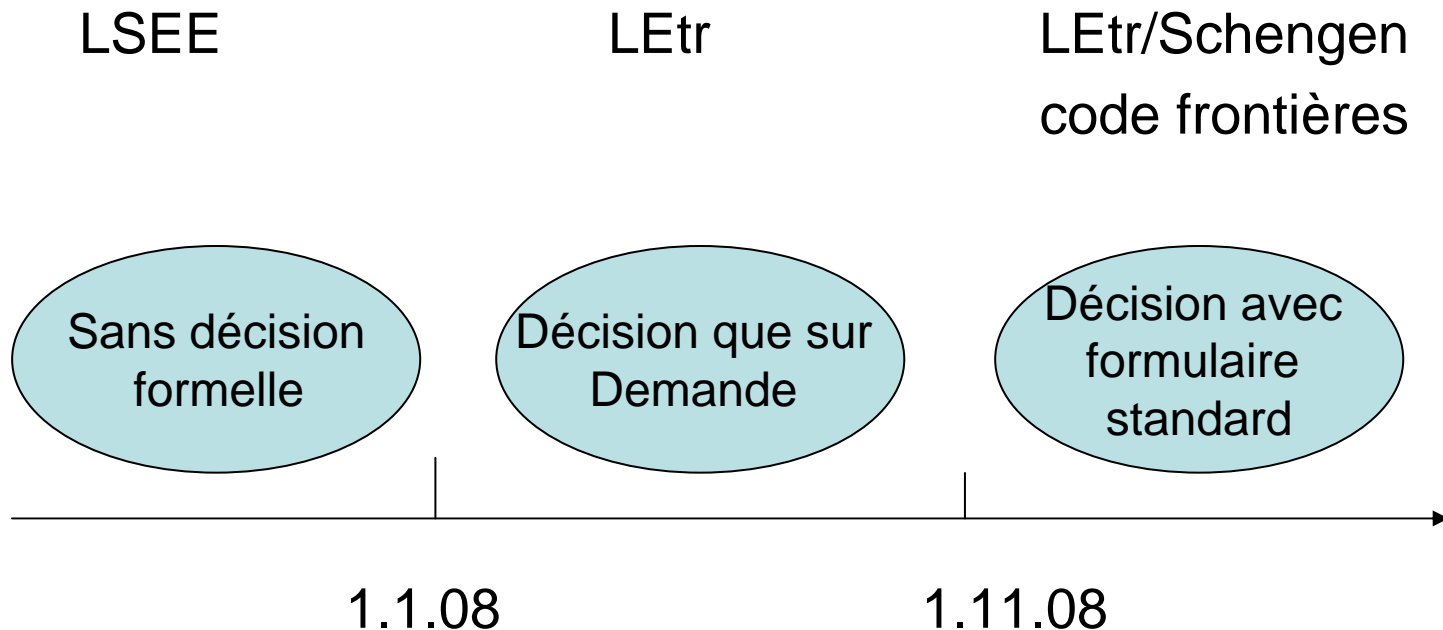 LSEE
LEtr
LEtr/Schengen
code frontières
Sans décision
formelle
Décision que sur
Demande
Décision avec
formulaire
standard
1.1.08
1.11.08